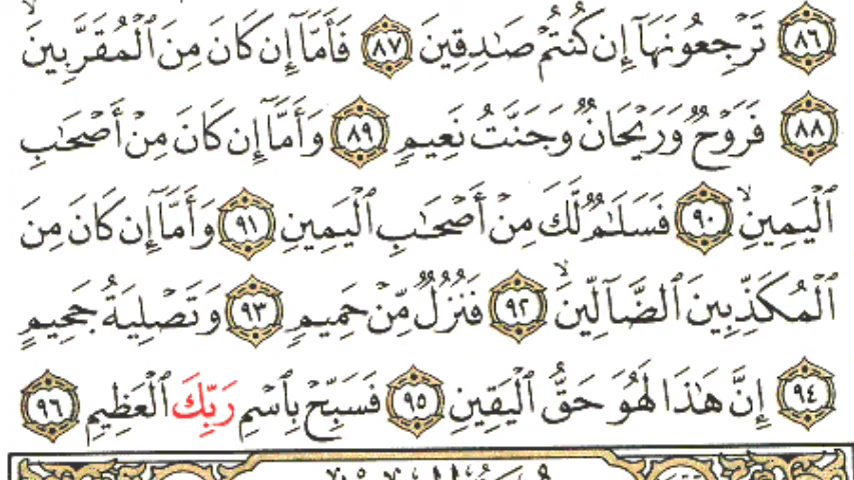 ٨٦ تَرْجِعُونَهَآ إِن كُنتُمْ صَـٰدِقِينَ ٨٧ فَأَمَّآ إِن كَانَ مِنَ ٱلْمُقَرَّبِينَۙ
٨٨ فَرَوْحٌ وَرَيْحَانٌ وَجَنَّتُ نَعِيمٍ ٨٩ وَأَمَّآ إِن كَانَ مِنْ أَصْحَـٰبِ
ٱلْيَمِينِۙ ٩٠ فَسَلَـٰمٌ لَّكَ مِنْ أَصْحَـٰبِ ٱلْيَمِينِ ٩١ وَأَمَّآ إِن كَانَ مِنَ
ٱلْمُكَذِّبِينَ ٱلضَّآلِّينَۙ ٩٢ فَنُزُلٌ مِّنْ حَمِيمٍ ٩٣ وَتَصْلِيَةُ جَحِيمٍ
٩٤ إِنَّ هَـٰذَا لَهُوَ حَقُّ ٱلْيَقِينِ ٩٥ فَسَبِّحْ بِٱسْمِ رَبِّكَ ٱلْعَظِيمِ ٩٦